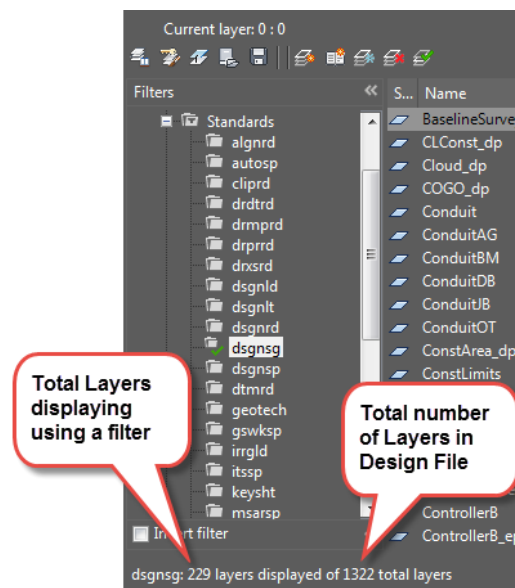 Current layer: 0 : 0
Filters
S... Name
Standards
algnrd
autosp
cliprd
drdtrd
drmprd
drprrd
drxsrd
dsgnld
dsgnlt
dsgnrd
dsgnsg
dsgnsp
dtmrd
geotech
gswksp
irrgld
itssp
keysht
msarsp
BaselineSurve
CLConst_dp
Cloud_dp
COGO_dp
Conduit
ConduitAG
ConduitBM
ConduitDB
ConduitJB
ConduitOT
ConstArea_dp
ConstLimits
ControllerB
ControllerB_ep
Total Layers
displaying
using a filter
Total number
of Layers in
Design File
filter
dsgnsg: 229 layers displayed of 1322 total layers